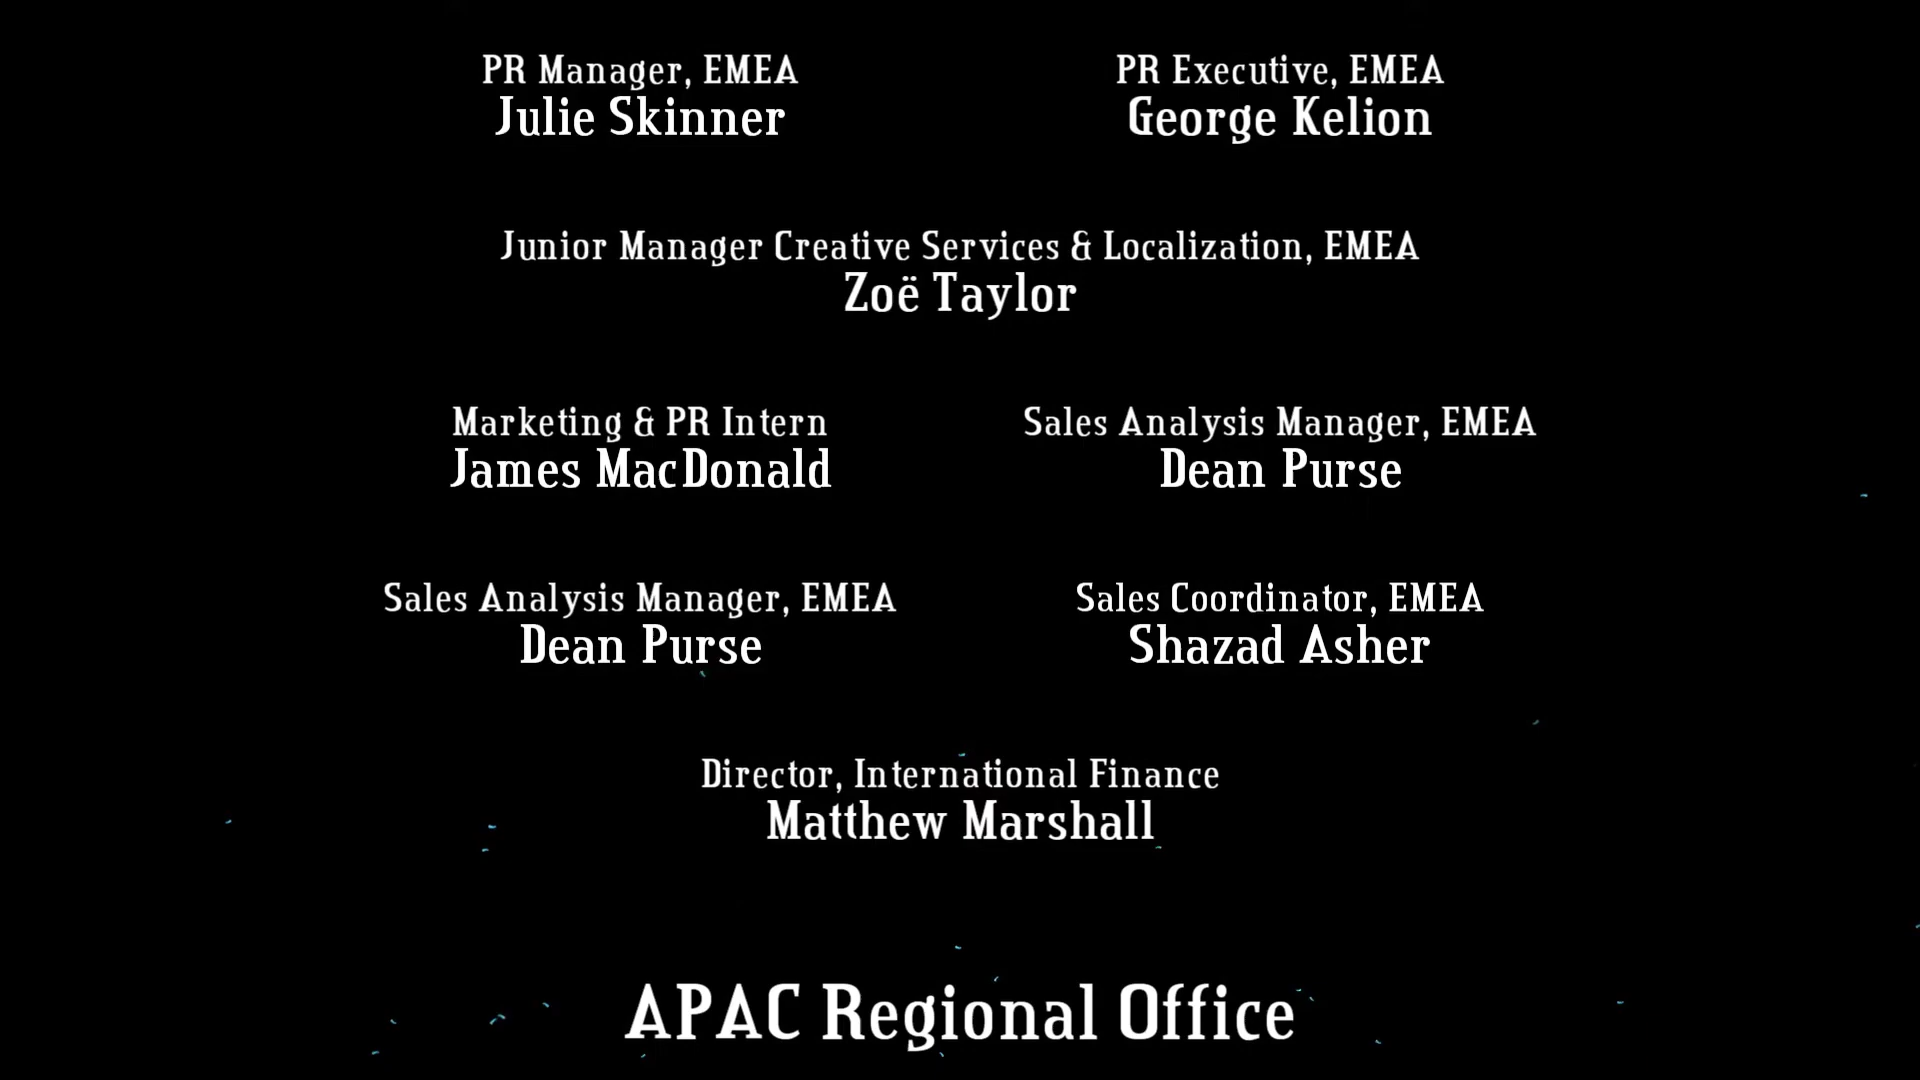 PR Manager, EMEA
Julie Skinner
PR Executive, EMEA
George Kelion
Junior Manager Creative Services & Localization, EMEA
Zoë Taylor
Marketing & PR Intern
James MacDonald
Sales Analysis Manager, EMEA
Dean Purse
Sales Analysis Manager, EMEA
Dean Purse
Sales Coordinator, EMEA
Shazad Asher
Director, International Finance
Matthew Marshall
APAC Regional Office